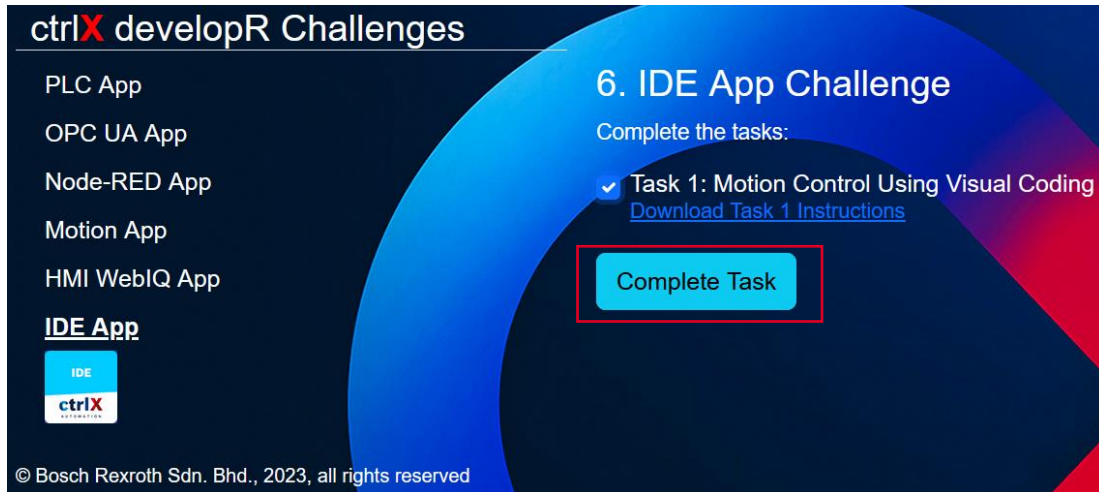 ctrlX developR Challenges
PLC App
OPC UA App
Node-RED App
Motion App
HMI WebIQ App
IDE App
IDE
ctrlX
AUTOMATION
© Bosch Rexroth Sdn. Bhd., 2023, all rights reserved
6. IDE App Challenge
Complete the tasks:
Task 1: Motion Control Using Visual Coding
Download Task 1 Instructions
Complete Task